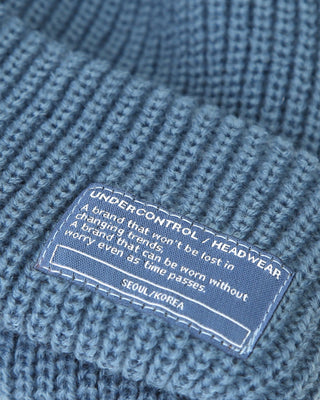 UNDERCONTROL / HEADWEAR
A brand that won't be lost in
changing trends,
A brand that can be worn without
worry even as time passes.
SEOUL/KOREA